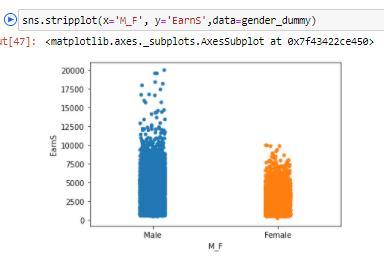 sns.stripplot(x='M_F', y='EarnS',data=gender_dummy)
ut[47]: <matplotlib.axes._subplots.AxesSubplot at 0x7f43422ce450>
20000
17500
15000
12500
10000
7500
5000
2500
0
EarnS
Male
Female
M_F